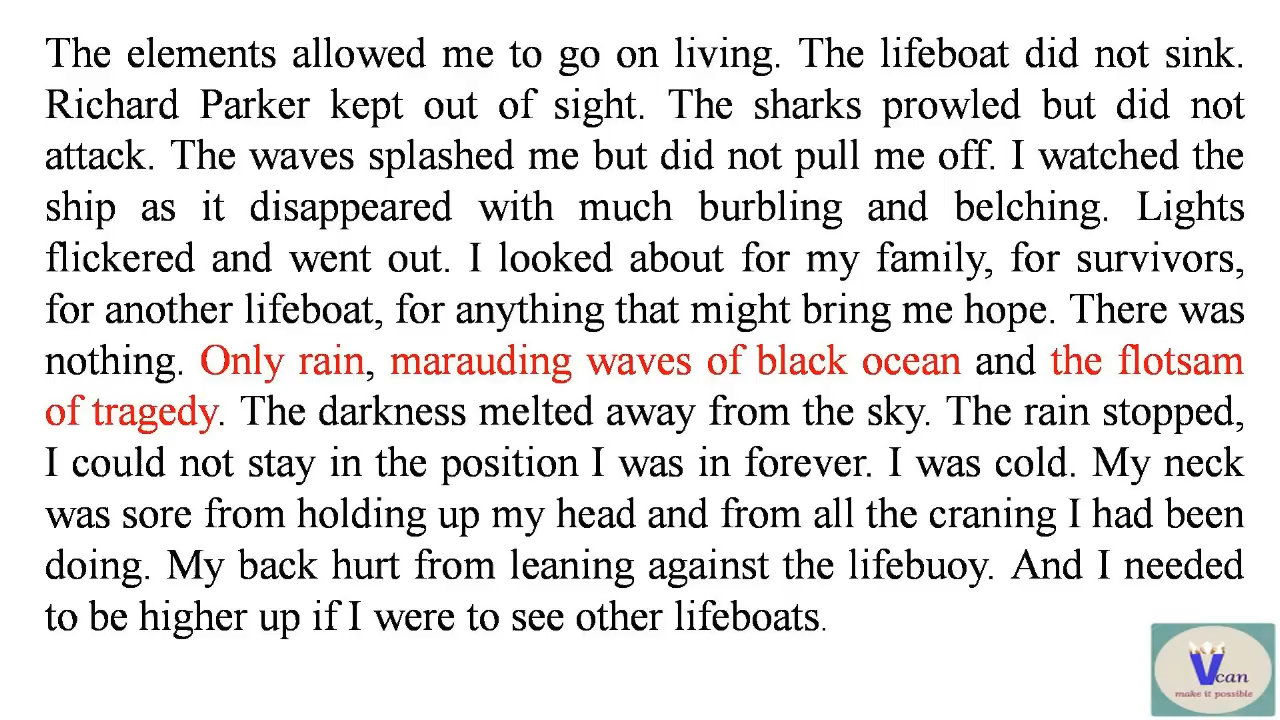 The elements allowed me to go on living. The lifeboat did not sink.
Richard Parker kept out of sight. The sharks prowled but did not
attack. The waves splashed me but did not pull me off. I watched the
ship as it disappeared with much burbling and belching. Lights
flickered and went out. I looked about for my family, for survivors,
for another lifeboat, for anything that might bring me hope. There was
nothing. Only rain, marauding waves of black ocean and the flotsam
of tragedy. The darkness melted away from the sky. The rain stopped,
I could not stay in the position I was in forever. I was cold. My neck
was sore from holding up my head and from all the craning I had been
doing. My back hurt from leaning against the lifebuoy. And I needed
to be higher up if I were to see other lifeboats.
Vcan
make it possible